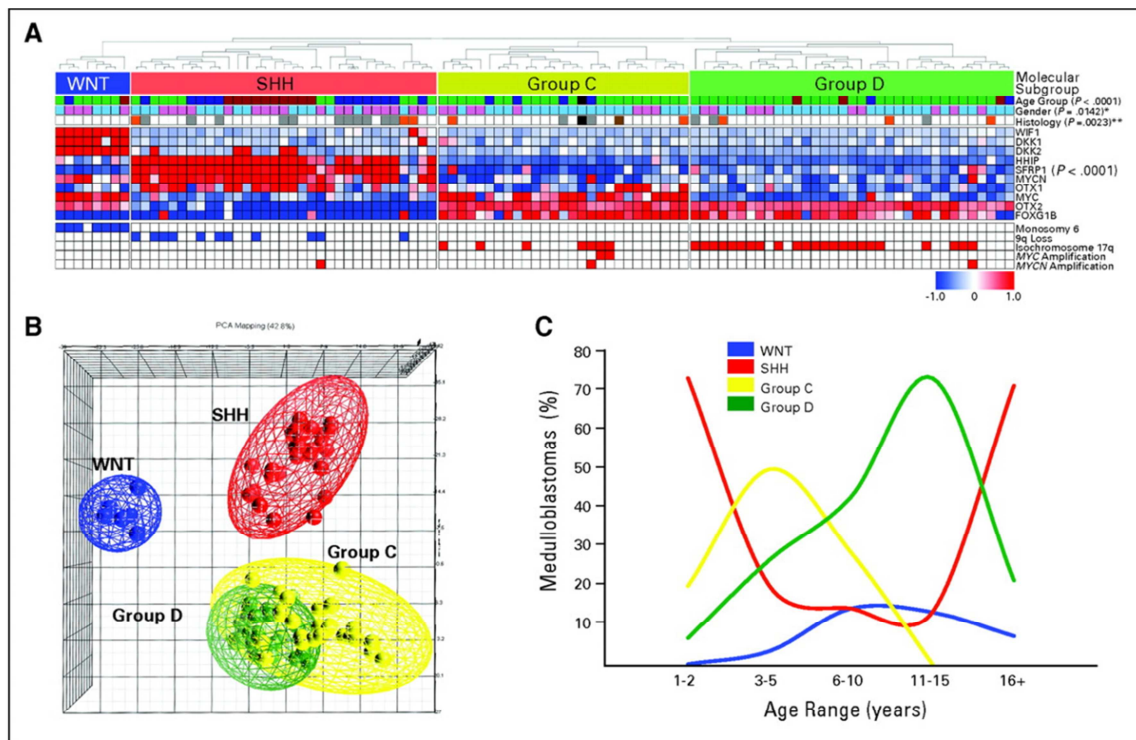 A
WNT SHH Group C Group D Molecular Subgroup
Age Group (P < .0001)
Gender (P = .0142)*
Histology (P = .0023)**
WIF1
DKK1
DKK2
HHIP
SFRP1 (P < .0001)
MYCN
OTX1
MYC
OTX2
FOXG1B
Monosomy 6
9q Loss
Isochromosome 17q
MYC Amplification
MYCN Amplification
-1.0 0 1.0
B
PCA Mapping (42.8%)
SHH
WNT
Group C
Group D
C
WNT
SHH
Group C
Group D
Medulloblastomas (%)
80
70
60
50
40
30
20
10
1-2 3-5 6-10 11-15 16+
Age Range (years)